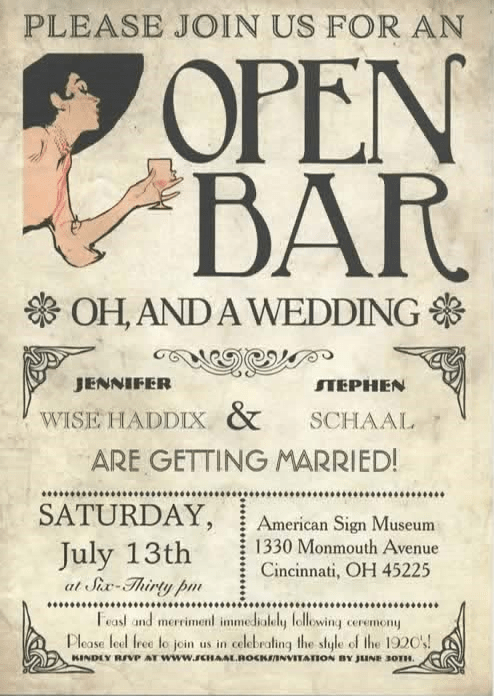 PLEASE JOIN US FOR AN
OPEN
BAR
OH, AND A WEDDING
JENNIFER
WISE HADDIX
&
STEPHEN
SCHAAL
ARE GETTING MARRIED!
SATURDAY,
July 13th
at Six-Thirty pm
American Sign Museum
1330 Monmouth Avenue
Cincinnati, OH 45225
Feast and merriment immediately following ceremony
Please feel free to join us in celebrating the style of the 1920's!
KINDLY RSVP AT WWW.SCHAAL.ROCKS/INVITATION BY JUNE 30TH.